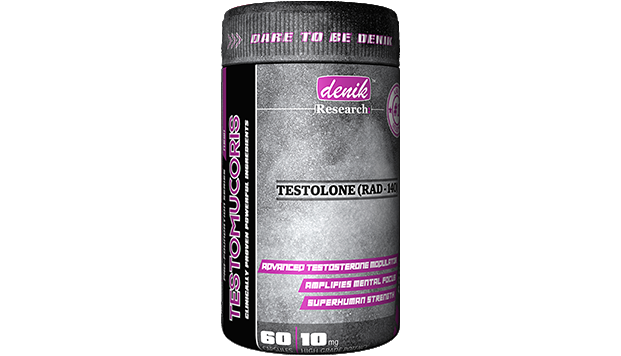 DARE TO BE DENIK
denik
Research
TESTOLONE (RAD - 140
ADVANCED TESTOSTERONE MODULATOR
AMPLIFIES MENTAL FOCUS
SUPERHUMAN STRENGTH
60 10 mg
CAPSULES
TESTOMUCORIS
CLINICALLY PROVEN POWERFUL INGREDIENTS